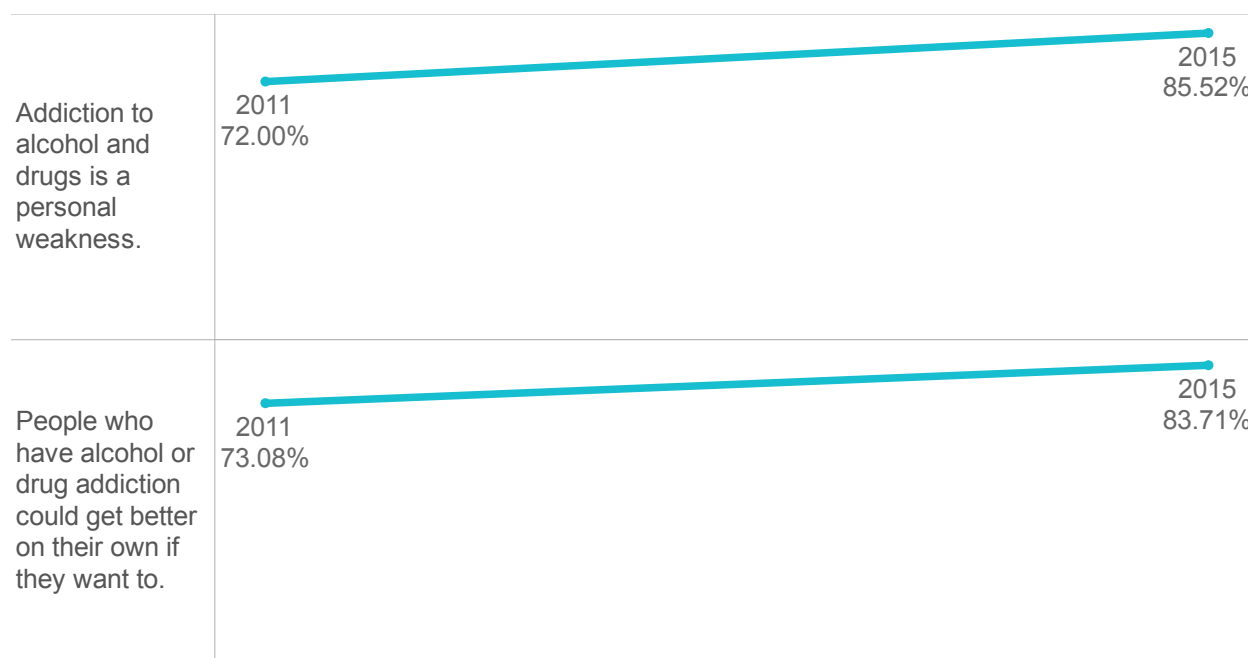 2015
85.52%
2011
72.00%
Addiction to
alcohol and
drugs is a
personal
weakness.
2015
83.71%
2011
73.08%
People who
have alcohol or
drug addiction
could get better
on their own if
they want to.